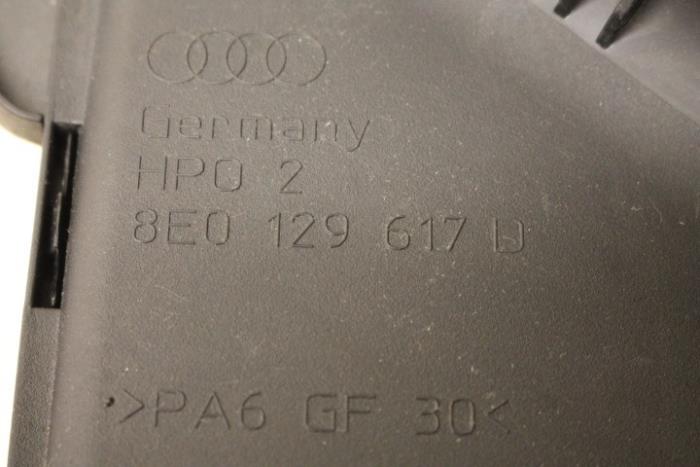 Germany
HPO 2
8E0 129 617 D
>PA6 GF 30<